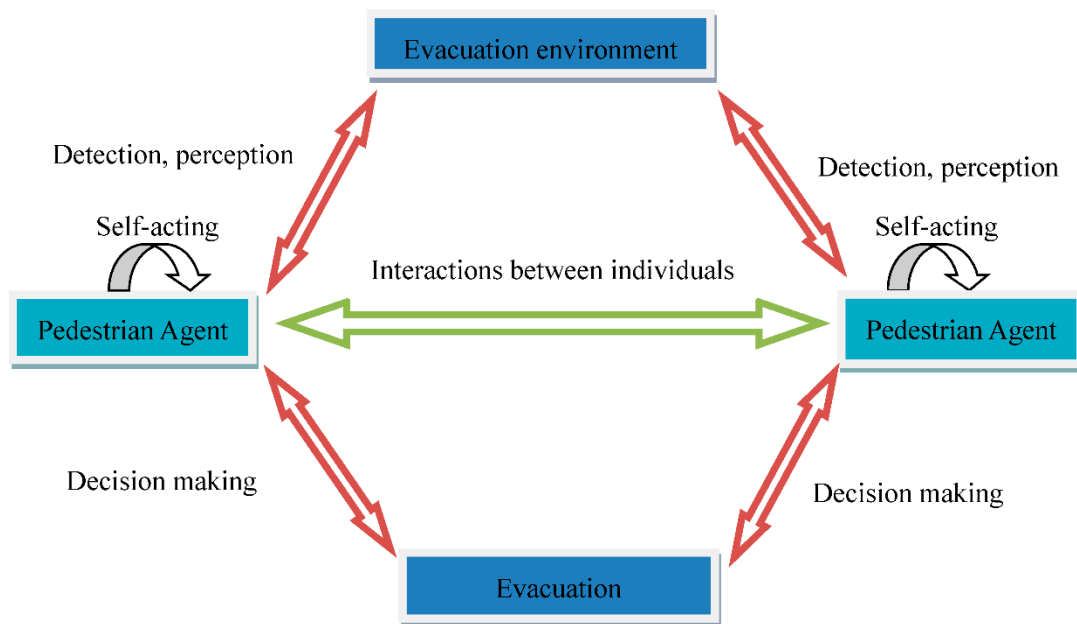 Evacuation environment
Detection, perception
Detection, perception
Self-acting
Self-acting
Interactions between individuals
Pedestrian Agent
Pedestrian Agent
Decision making
Decision making
Evacuation